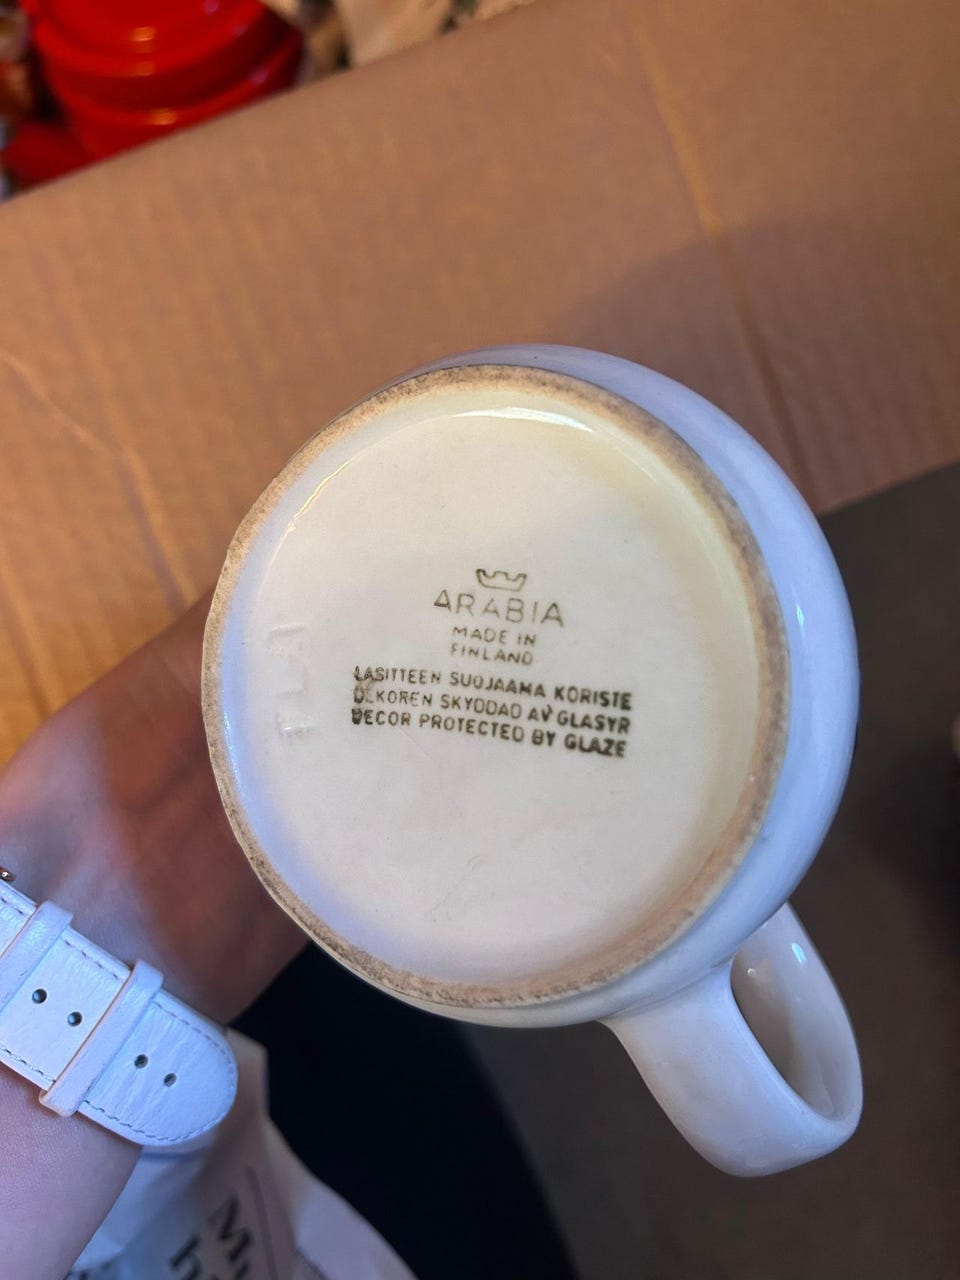 ARABIA
MADE IN
FINLAND
LASITTEEN SUOJAAMA KORISTE
DEKOREN SKYDDAD AV GLASYR
DECOR PROTECTED BY GLAZE